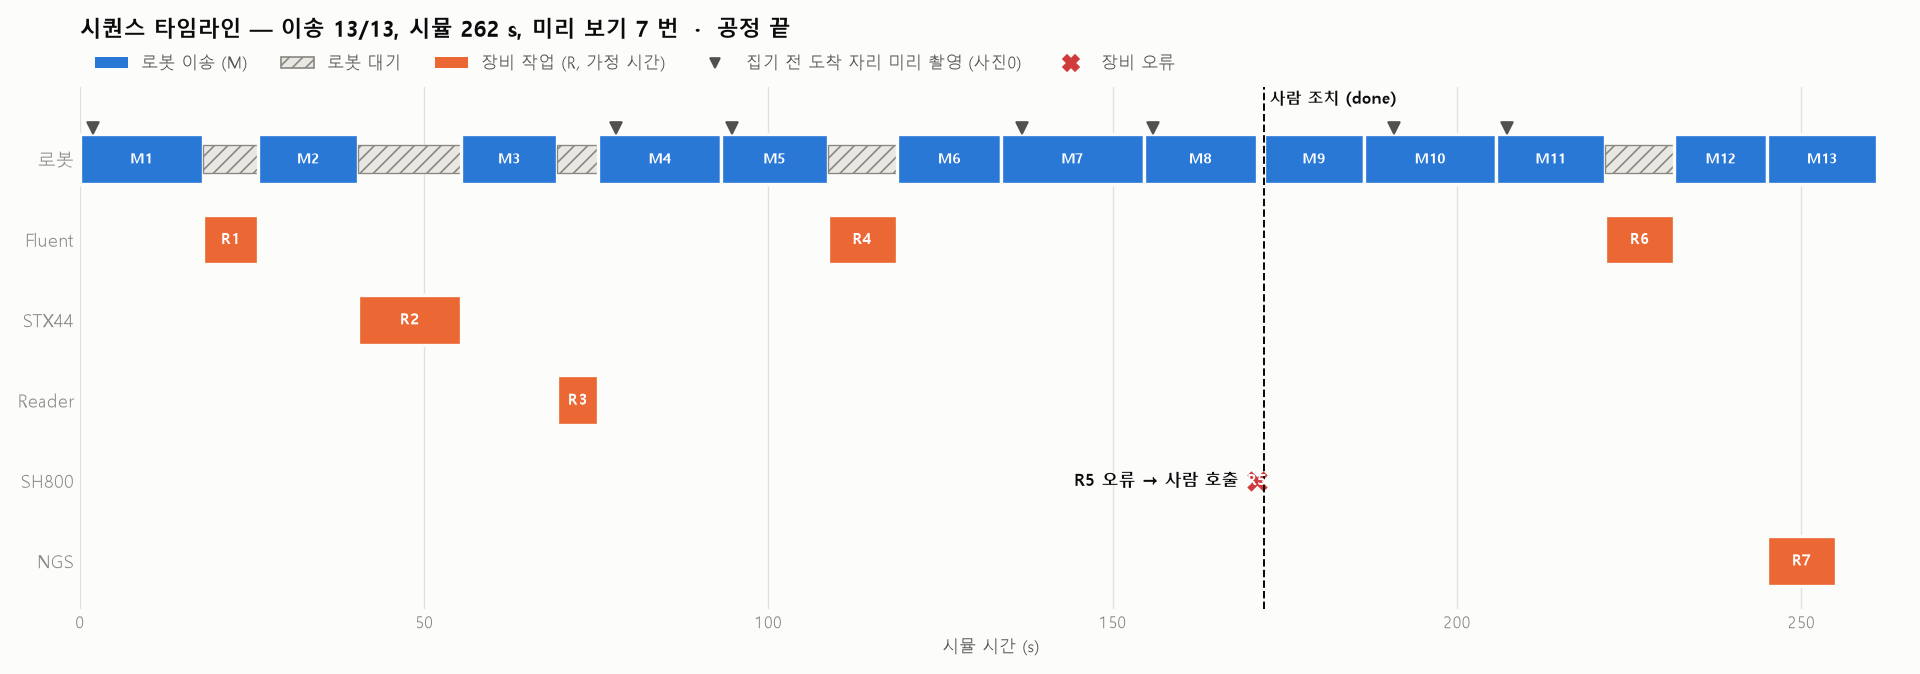 시퀀스 타임라인 — 이송 13/13, 시뮬 262 s, 미리 보기 7 번 · 공정 끝
로봇 이송 (M) 로봇 대기 장비 작업 (R, 가정 시간) 집기 전 도착 자리 미리 촬영 (사진0) 장비 오류
사람 조치 (done)
로봇 M1 M2 M3 M4 M5 M6 M7 M8 M9 M10 M11 M12 M13
Fluent R1 R4 R6
STX44 R2
Reader R3
SH800 R5 오류 → 사람 호출
NGS R7
0 50 100 150 200 250
시뮬 시간 (s)